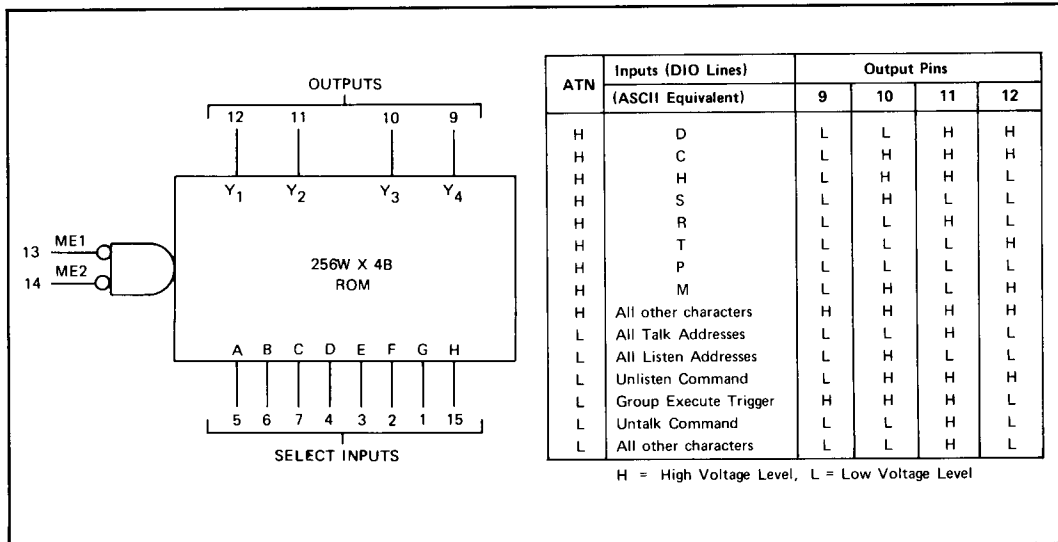 OUTPUTS
12 11 10 9
Y1 Y2 Y3 Y4
13 ME1
14 ME2
256W X 4B
ROM
A B C D E F G H
5 6 7 4 3 2 1 15
SELECT INPUTS
ATN Inputs (DIO Lines) Output Pins
(ASCII Equivalent) 9 10 11 12
H D L L H H
H C L H H H
H H L H H L
H S L H L L
H R L L H L
H T L L L H
H P L L L L
H M L H L H
H All other characters H H H H
L All Talk Addresses L L H L
L All Listen Addresses L H L L
L Unlisten Command L H H H
L Group Execute Trigger H H H L
L Untalk Command L L H L
L All other characters L L H L
H = High Voltage Level, L = Low Voltage Level